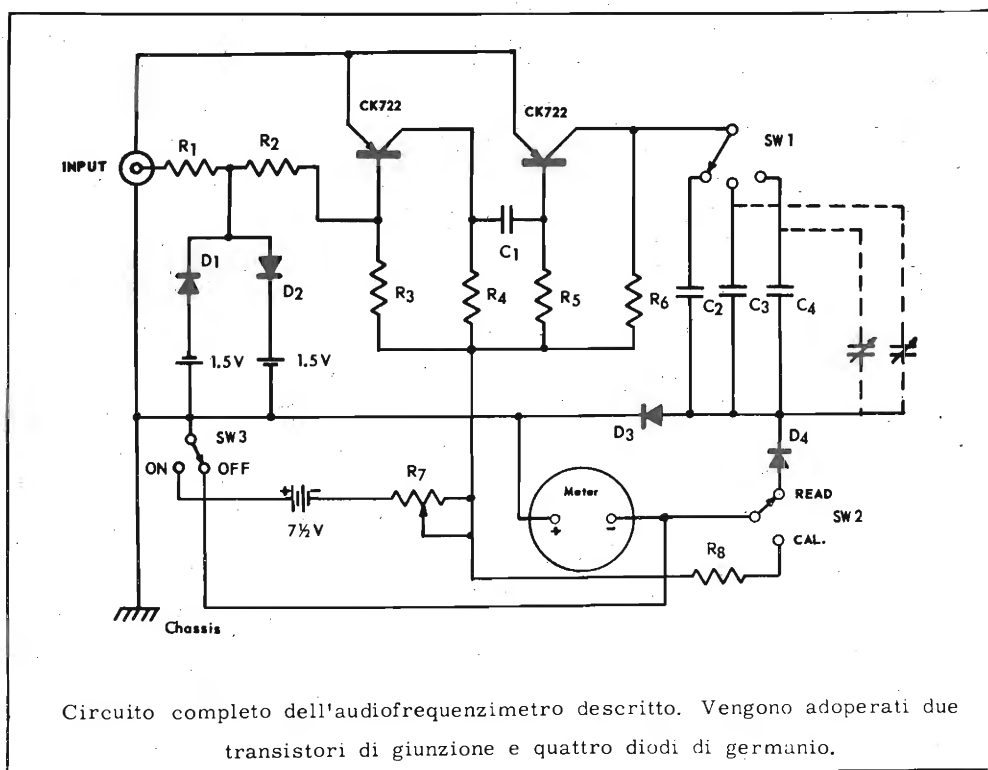 CK722
CK722
SW1
INPUT
R1
R2
D1
D2
C1
R3
R4
R5
R6
C2
C3
C4
1.5V
1.5V
SW3
ON
OFF
D3
D4
R7
Meter
+
-
READ
SW2
CAL.
+
-
7½V
R8
Chassis
Circuito completo dell'audiofrequenzimetro descritto. Vengono adoperati due
transistori di giunzione e quattro diodi di germanio.